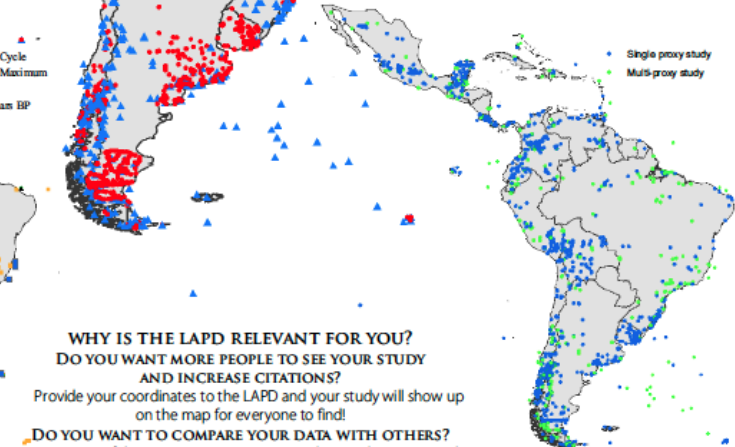 Cycle
Maximum
ars BP
Single proxy study
Multi-proxy study
WHY IS THE LAPD RELEVANT FOR YOU?
DO YOU WANT MORE PEOPLE TO SEE YOUR STUDY
AND INCREASE CITATIONS?
Provide your coordinates to the LAPD and your study will show up
on the map for everyone to find!
DO YOU WANT TO COMPARE YOUR DATA WITH OTHERS?